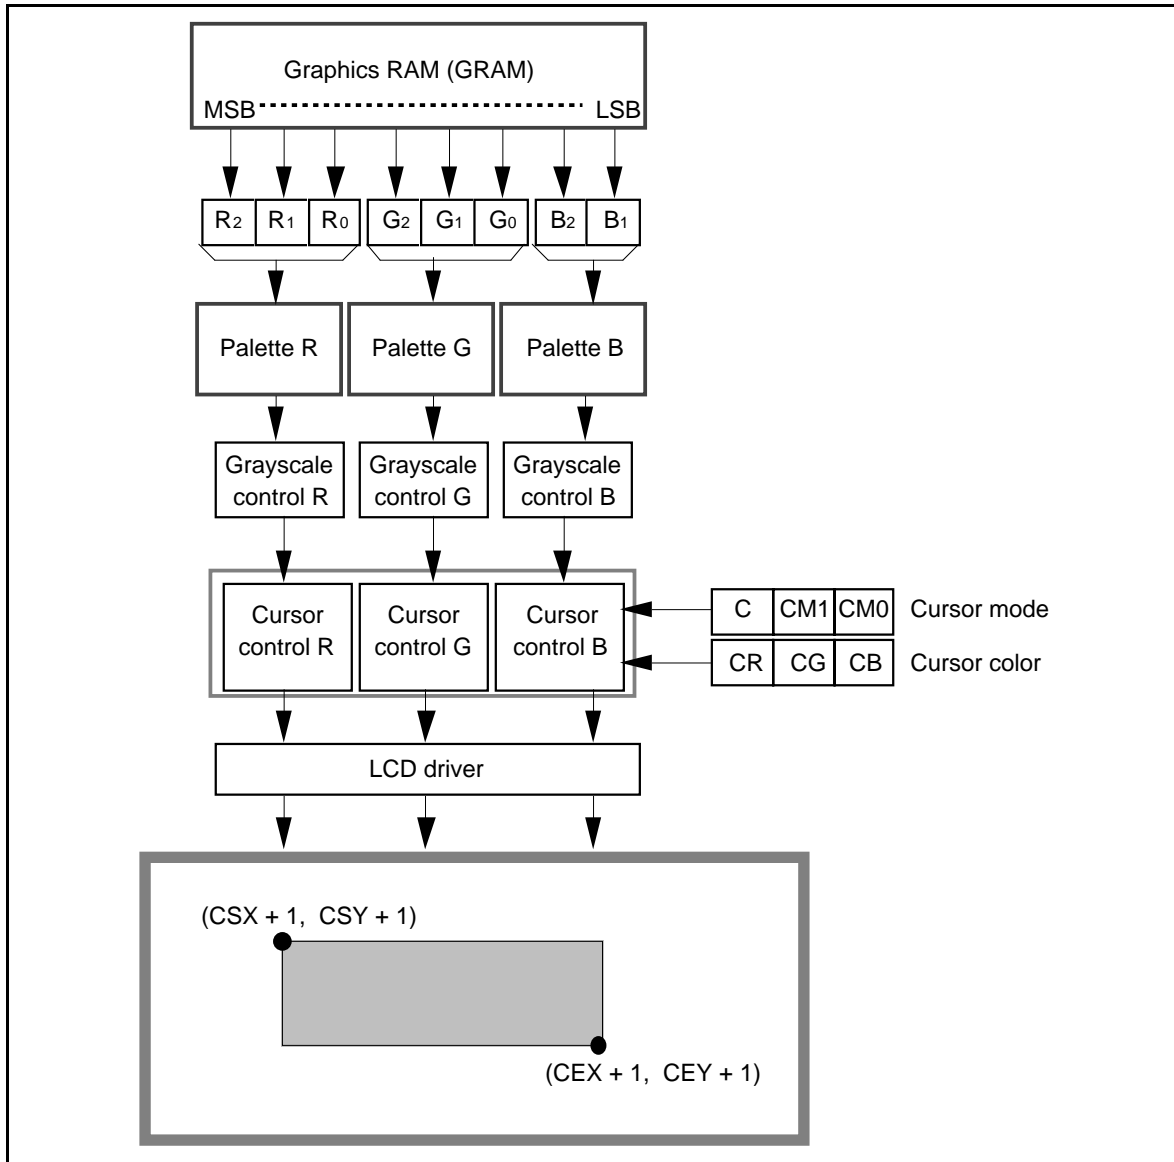 Graphics RAM (GRAM)
MSB LSB
R2 R1 R0 G2 G1 G0 B2 B1
Palette R Palette G Palette B
Grayscale control R
Grayscale control G
Grayscale control B
Cursor control R
Cursor control G
Cursor control B
C CM1 CM0 Cursor mode
CR CG CB Cursor color
LCD driver
(CSX + 1, CSY + 1)
(CEX + 1, CEY + 1)